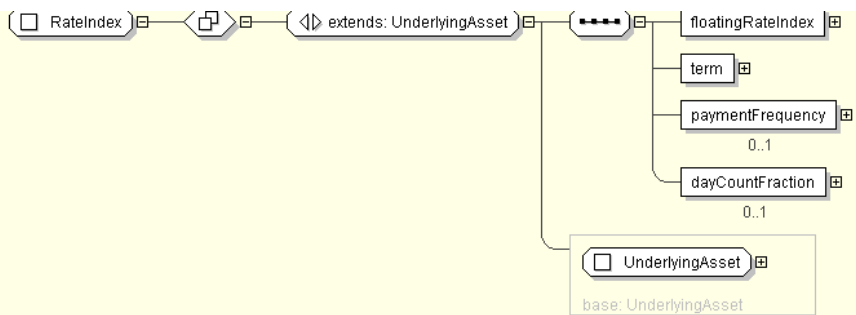 RateIndex
extends: UnderlyingAsset
floatingRateIndex
term
paymentFrequency
0..1
dayCountFraction
0..1
UnderlyingAsset
base: UnderlyingAsset